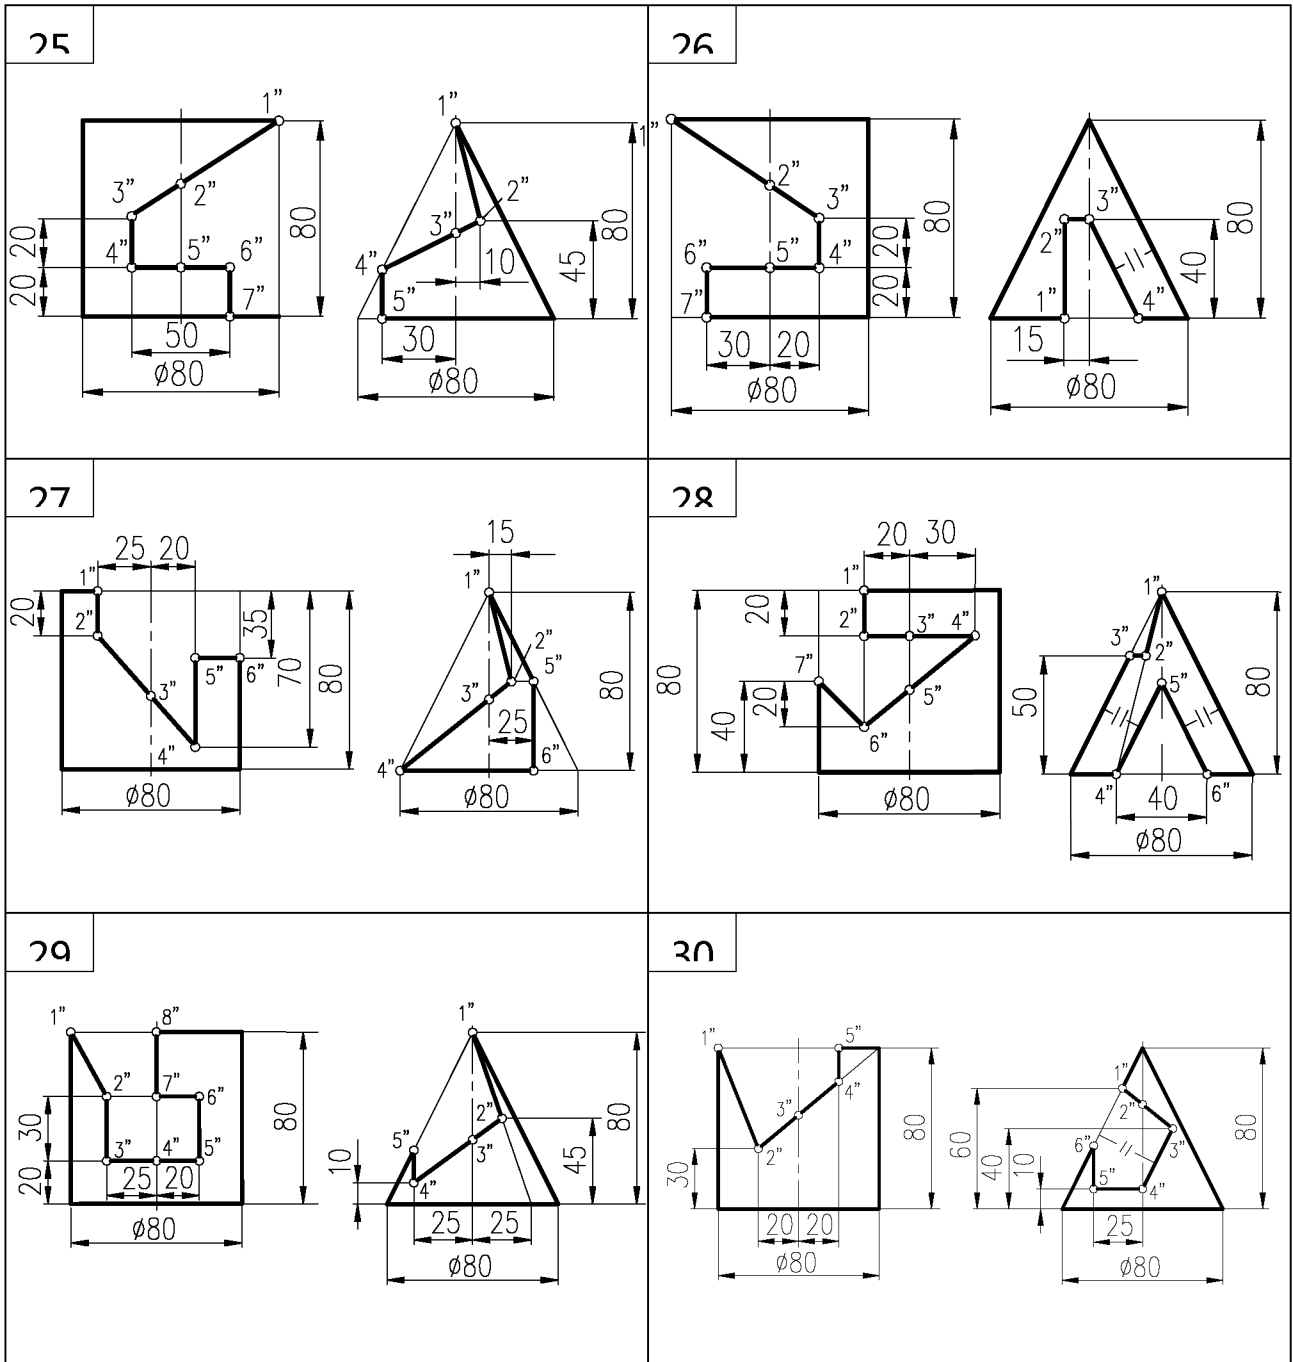 25
1" 1"
3" 2" 2"
3"
4" 5" 6" 4"
7" 5"
20 20 80 80 45 10
50 30
ø80 ø80
26
1"
2" 3" 3"
2"
6" 5" 4"
7" 1" 4"
20 20 80 80 40
30 20 15
ø80 ø80
27
25 20 15
1" 1"
20 35 70 80 80
2" 2"
5" 6" 5"
3" 3"
25
4" 4" 6"
ø80 ø80
28
20 30
1" 1"
20 2" 3" 4" 3" 2"
80 50 80
7" 5" 5"
40 20
6" 4" 6"
40
ø80 ø80
29
1" 8" 1"
2" 7" 6" 2"
30 80 80
3"
3" 4" 5" 5"
10 4" 45
20 25 20 25 25
ø80 ø80
30
1" 5" 1"
4" 2"
3" 3"
80 60 40 10 80
2" 6"
30 5" 4"
20 20 25
ø80 ø80